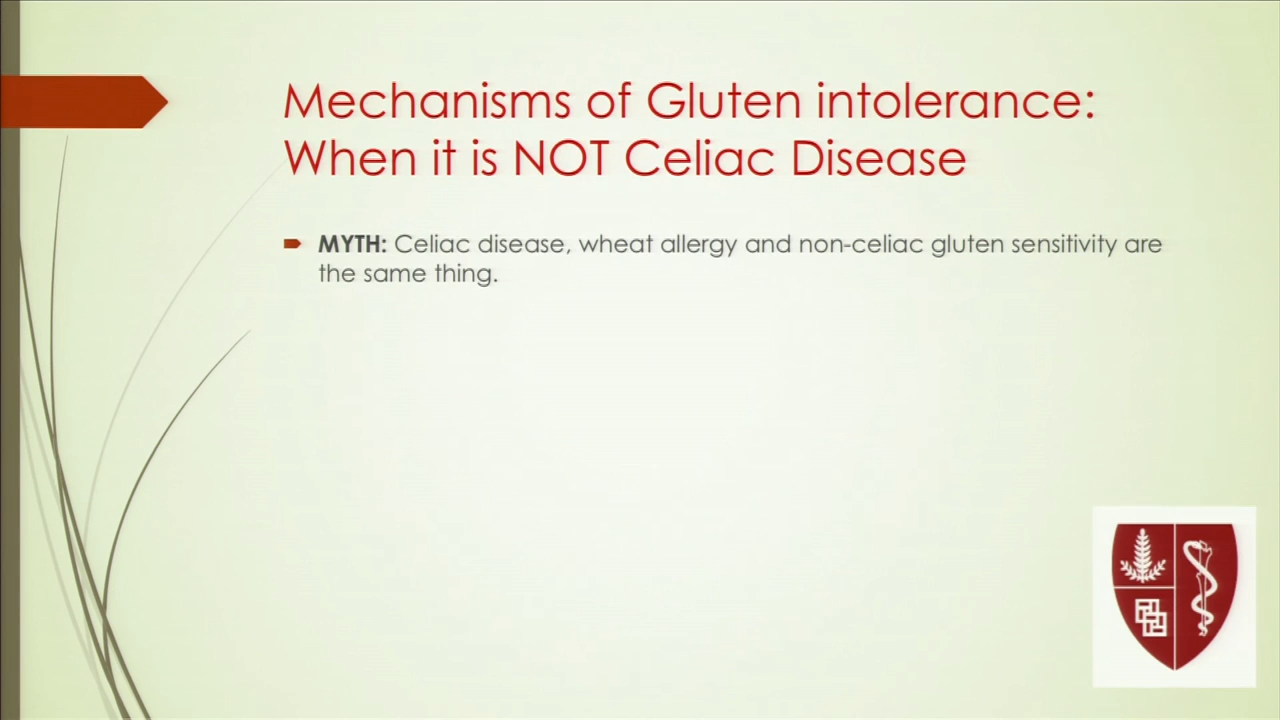 Mechanisms of Gluten intolerance:
When it is NOT Celiac Disease
MYTH: Celiac disease, wheat allergy and non-celiac gluten sensitivity are
the same thing.